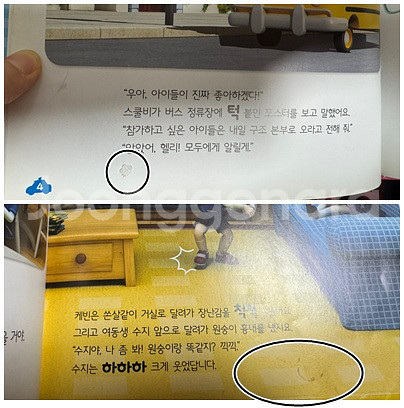 "우아, 아이들이 진짜 좋아하겠다!"
스쿨비가 버스 정류장에 턱 붙인 포스터를 보고 말했어요.
"참가하고 싶은 아이들은 내일 구조 본부로 오라고 전해 줘."
"알았어, 헬리! 모두에게 알릴게."
4
joonggonara
케빈은 쏜살같이 거실로 달려가 장난감을
그리고 여동생 수지 앞으로 달려가 원숭이 흉내를 냈어요.
"수지야, 나 좀 봐! 원숭이랑 똑같지? 끽끽."
수지는 하하하 크게 웃었답니다.
거야.